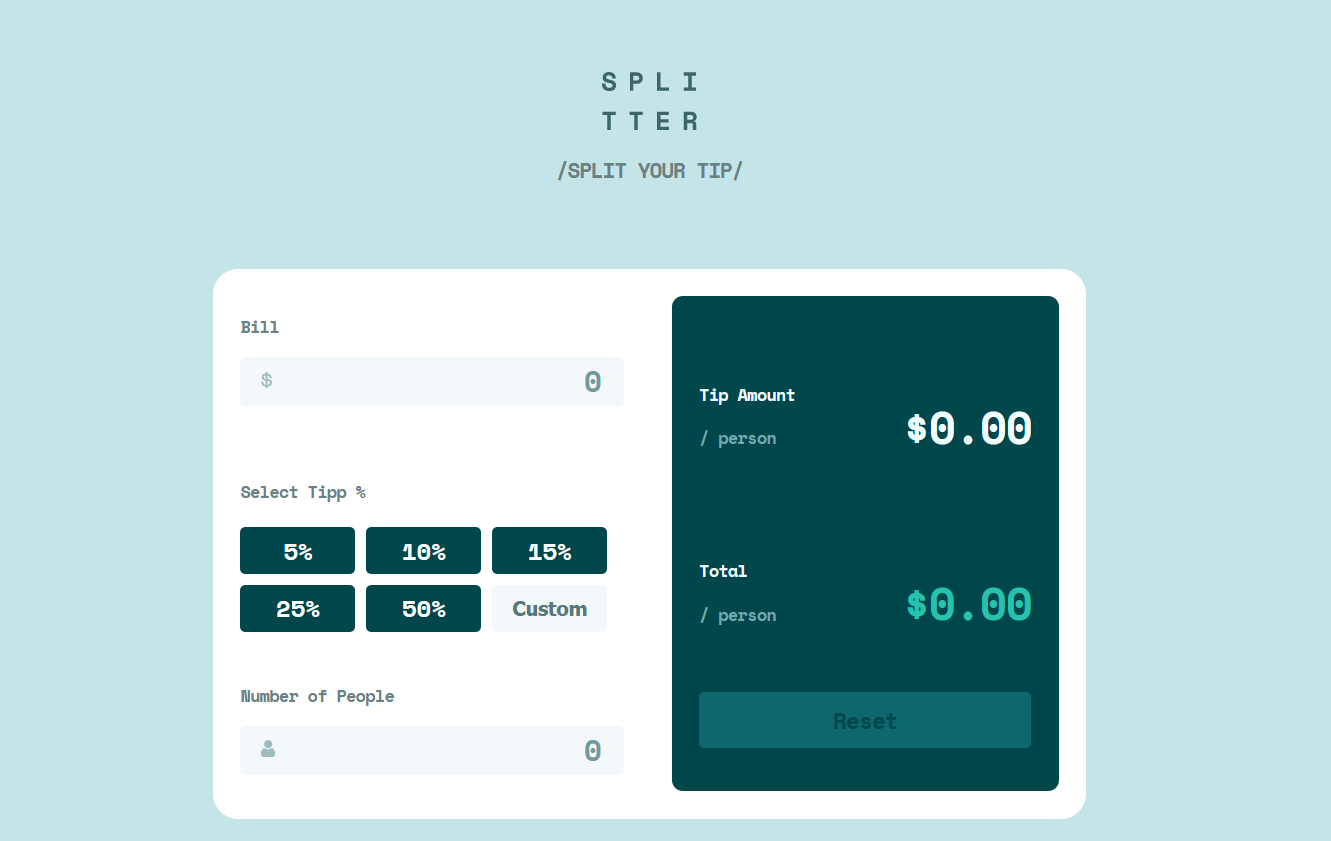 S P L I
T T E R
/SPLIT YOUR TIP/
Bill
$ 0
Select Tipp %
5% 10% 15%
25% 50% Custom
Number of People
0
Tip Amount
/ person
$0.00
Total
/ person
$0.00
Reset